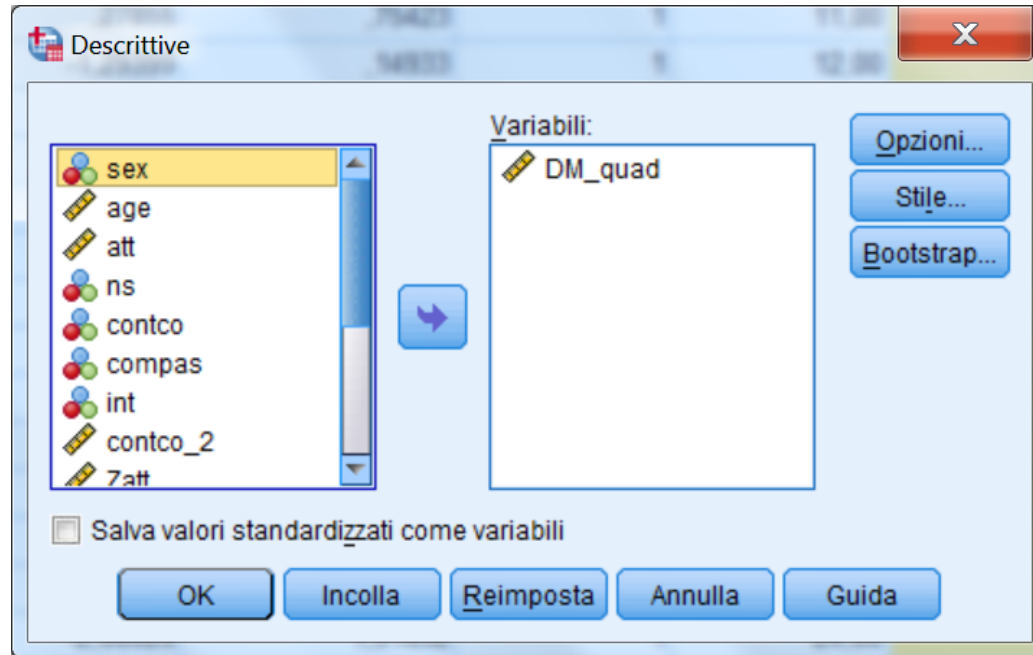 Descrittive
Variabili:
sex
age
att
ns
contco
compas
int
contco_2
Zatt
DM_quad
Opzioni...
Stile...
Bootstrap...
Salva valori standardizzati come variabili
OK
Incolla
Reimposta
Annulla
Guida